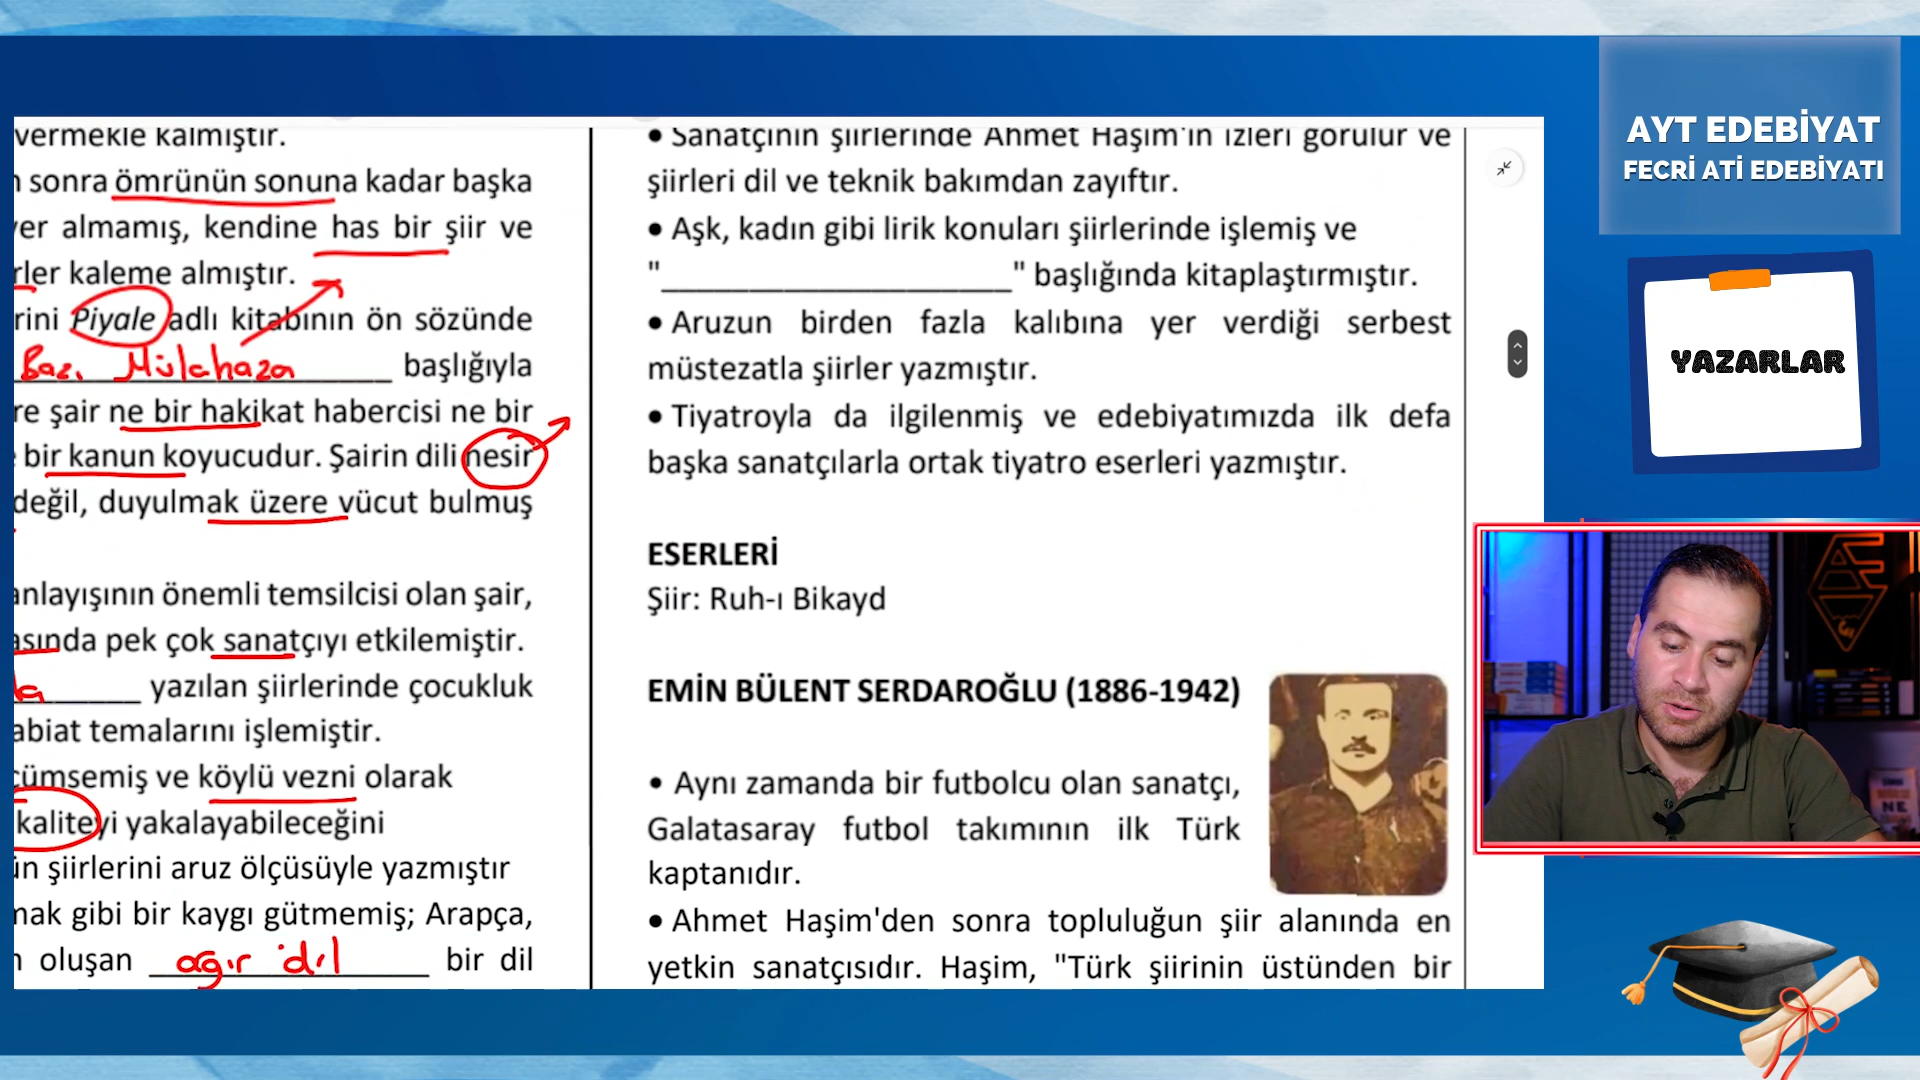 vermekle kalmıştır.
sonra ömrünün sonuna kadar başka
yer almamış, kendine has bir şiir ve
rler kaleme almıştır.
rini Piyale adlı kitabının ön sözünde
Bazı Mülahaza başlığıyla
re şair ne bir hakikat habercisi ne bir
bir kanun koyucudur. Şairin dili nesir
değil, duyulmak üzere vücut bulmuş
anlayışının önemli temsilcisi olan şair,
asında pek çok sanatçıyı etkilemiştir.
yazılan şiirlerinde çocukluk
abiat temalarını işlemiştir.
çümsemiş ve köylü vezni olarak
kaliteyi yakalayabileceğini
ün şiirlerini aruz ölçüsüyle yazmıştır
mak gibi bir kaygı gütmemiş; Arapça,
n oluşan ağır dil bir dil
• Sanatçının şiirlerinde Ahmet Haşim'in izleri görülür ve
şiirleri dil ve teknik bakımdan zayıftır.
• Aşk, kadın gibi lirik konuları şiirlerinde işlemiş ve
"____________________" başlığında kitaplaştırmıştır.
• Aruzun birden fazla kalıbına yer verdiği serbest
müstezatla şiirler yazmıştır.
• Tiyatroyla da ilgilenmiş ve edebiyatımızda ilk defa
başka sanatçılarla ortak tiyatro eserleri yazmıştır.
ESERLERİ
Şiir: Ruh-ı Bikayd
EMİN BÜLENT SERDAROĞLU (1886-1942)
• Aynı zamanda bir futbolcu olan sanatçı,
Galatasaray futbol takımının ilk Türk
kaptanıdır.
• Ahmet Haşim'den sonra topluluğun şiir alanında en
yetkin sanatçısıdır. Haşim, "Türk şiirinin üstünden bir
AYT EDEBİYAT
FECRİ ATİ EDEBİYATI
YAZARLAR